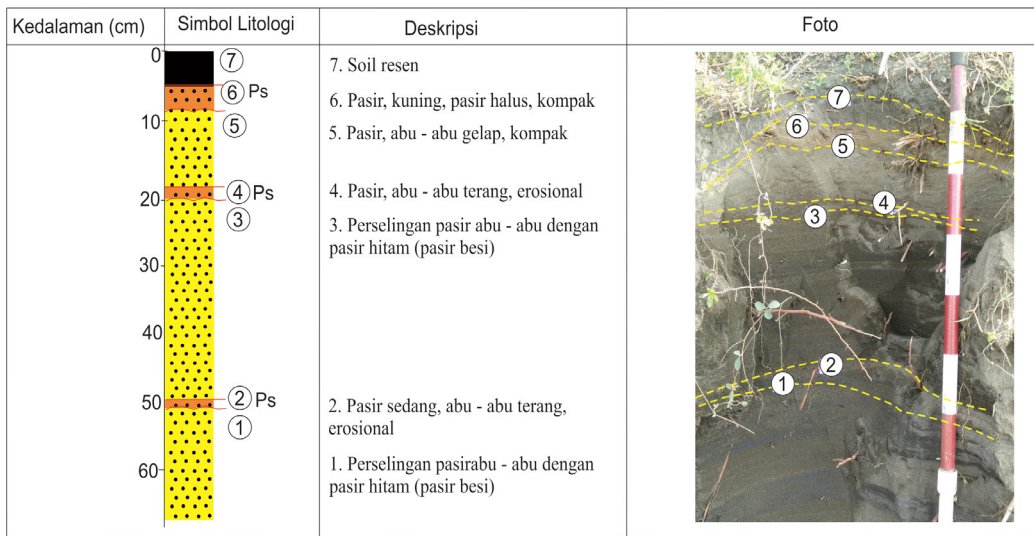 Kedalaman (cm)
Simbol Litologi
Deskripsi
Foto
0
10
20
30
40
50
60
7
6 Ps
5
4 Ps
3
2 Ps
1
7. Soil resen
6. Pasir, kuning, pasir halus, kompak
5. Pasir, abu - abu gelap, kompak
4. Pasir, abu - abu terang, erosional
3. Perselingan pasir abu - abu dengan
pasir hitam (pasir besi)
2. Pasir sedang, abu - abu terang,
erosional
1. Perselingan pasirabu - abu dengan
pasir hitam (pasir besi)
7
6
5
4
3
2
1